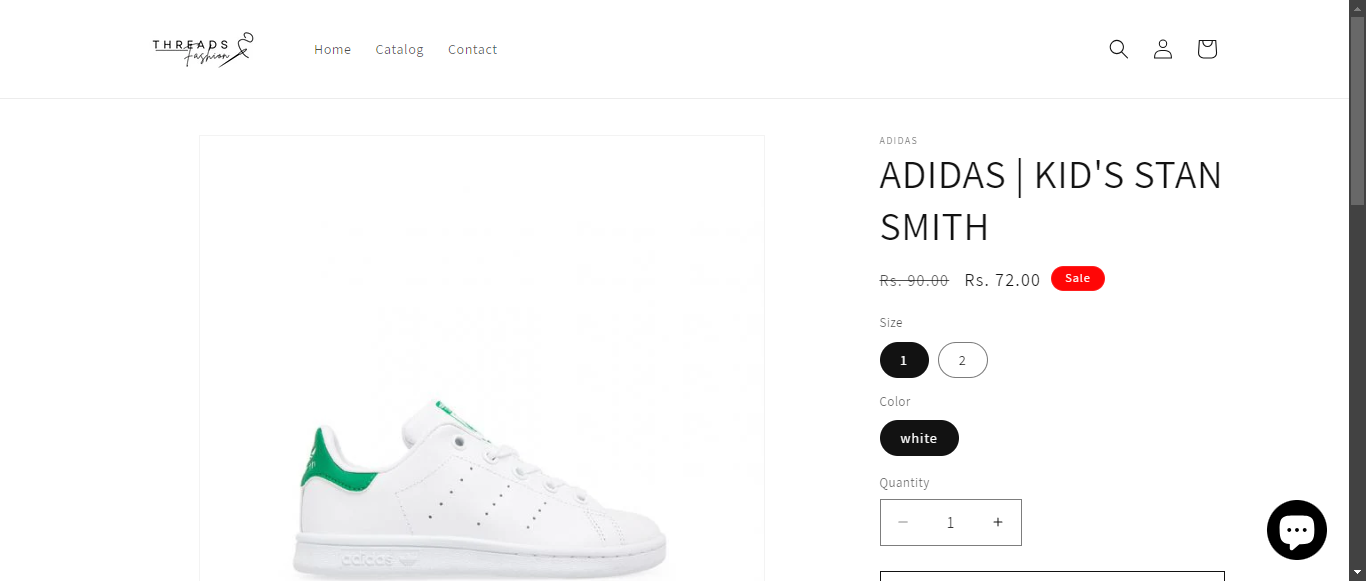 THREADS
Fashion
Home Catalog Contact
ADIDAS
ADIDAS | KID'S STAN
SMITH
Rs. 90.00 Rs. 72.00 Sale
Size
1 2
Color
white
Quantity
− 1 +
adidas